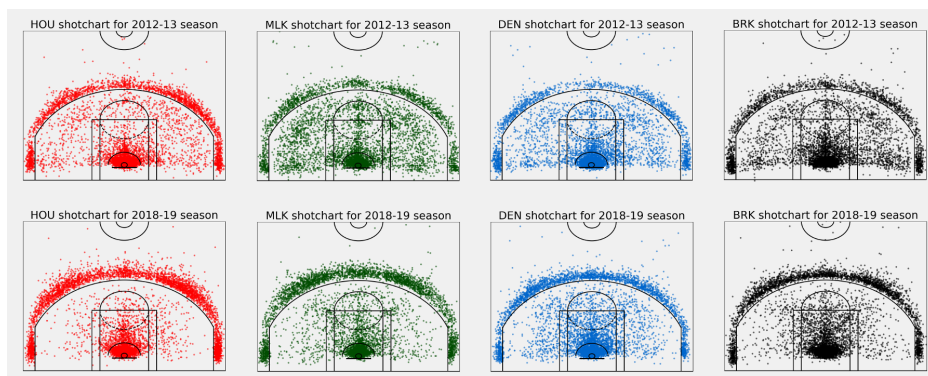 HOU shotchart for 2012-13 season
MLK shotchart for 2012-13 season
DEN shotchart for 2012-13 season
BRK shotchart for 2012-13 season
HOU shotchart for 2018-19 season
MLK shotchart for 2018-19 season
DEN shotchart for 2018-19 season
BRK shotchart for 2018-19 season